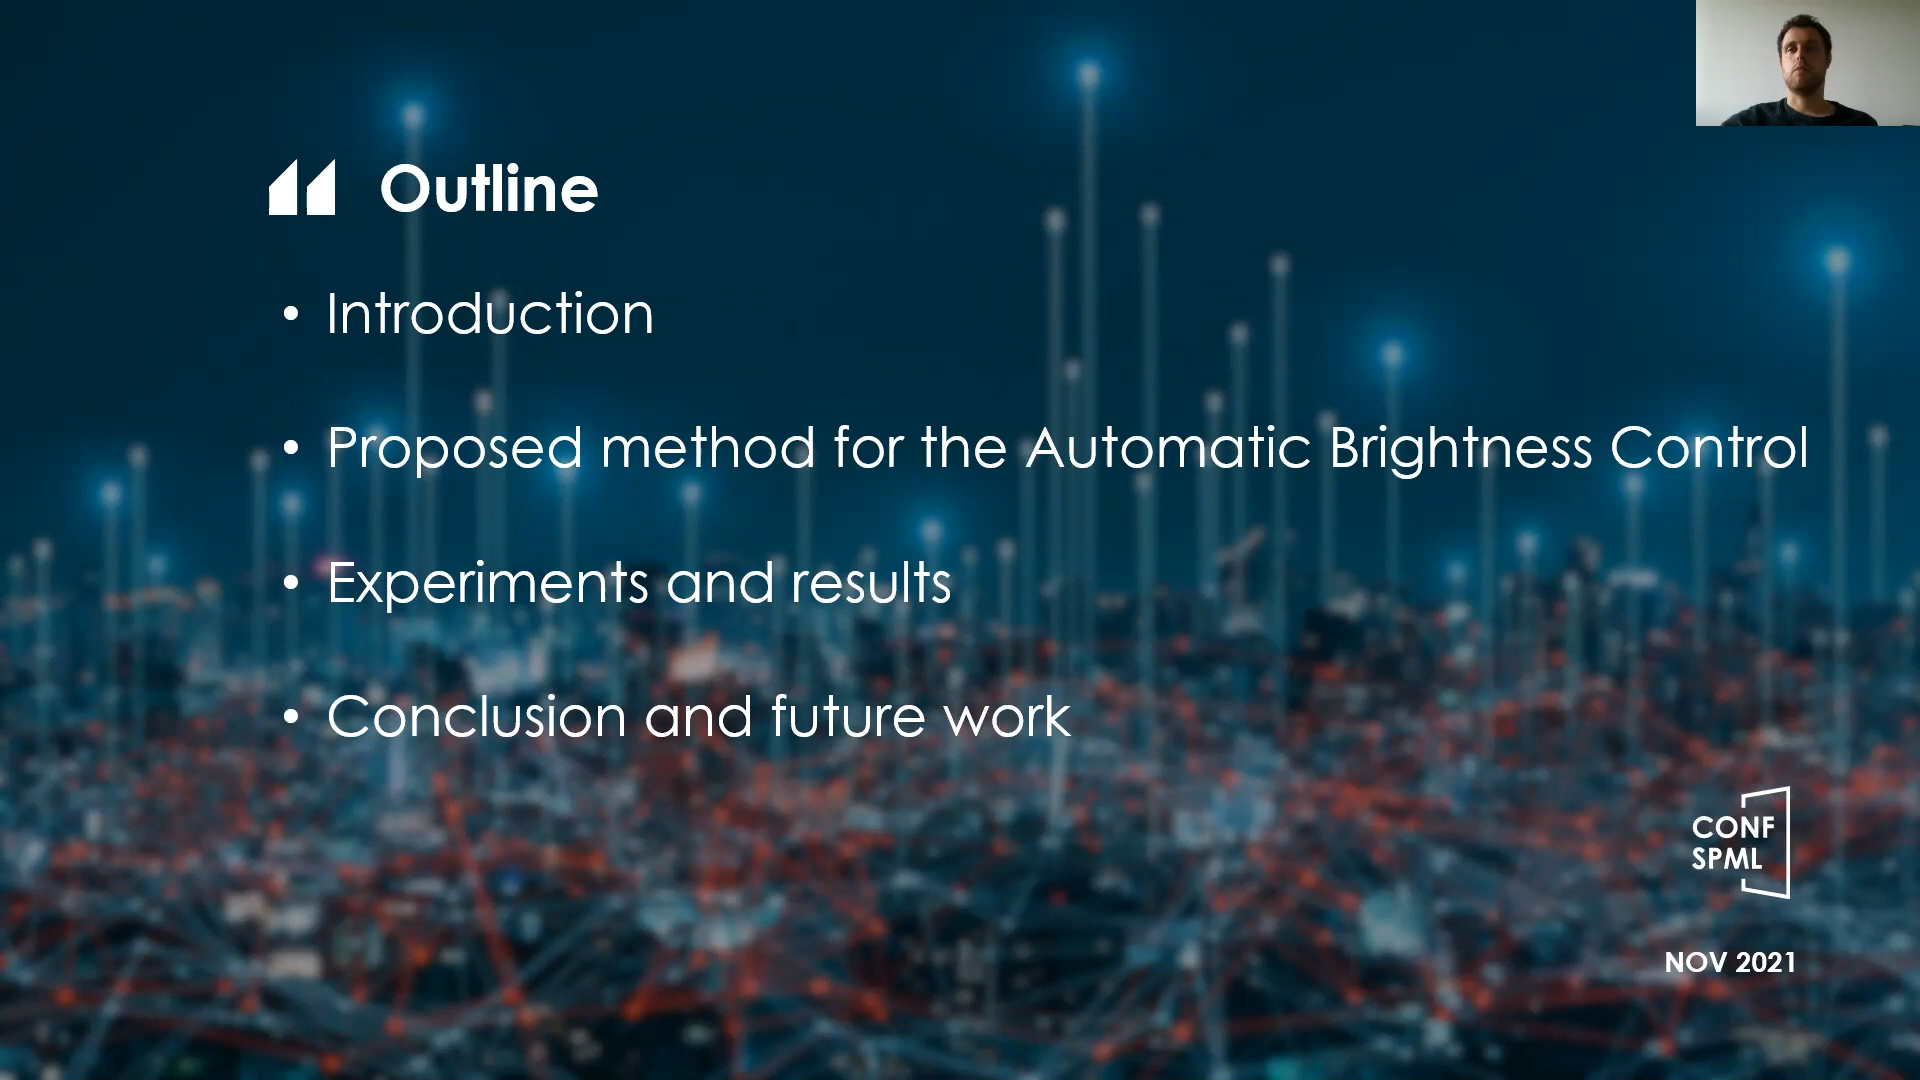 Outline
• Introduction
• Proposed method for the Automatic Brightness Control
• Experiments and results
• Conclusion and future work
CONF
SPML
NOV 2021